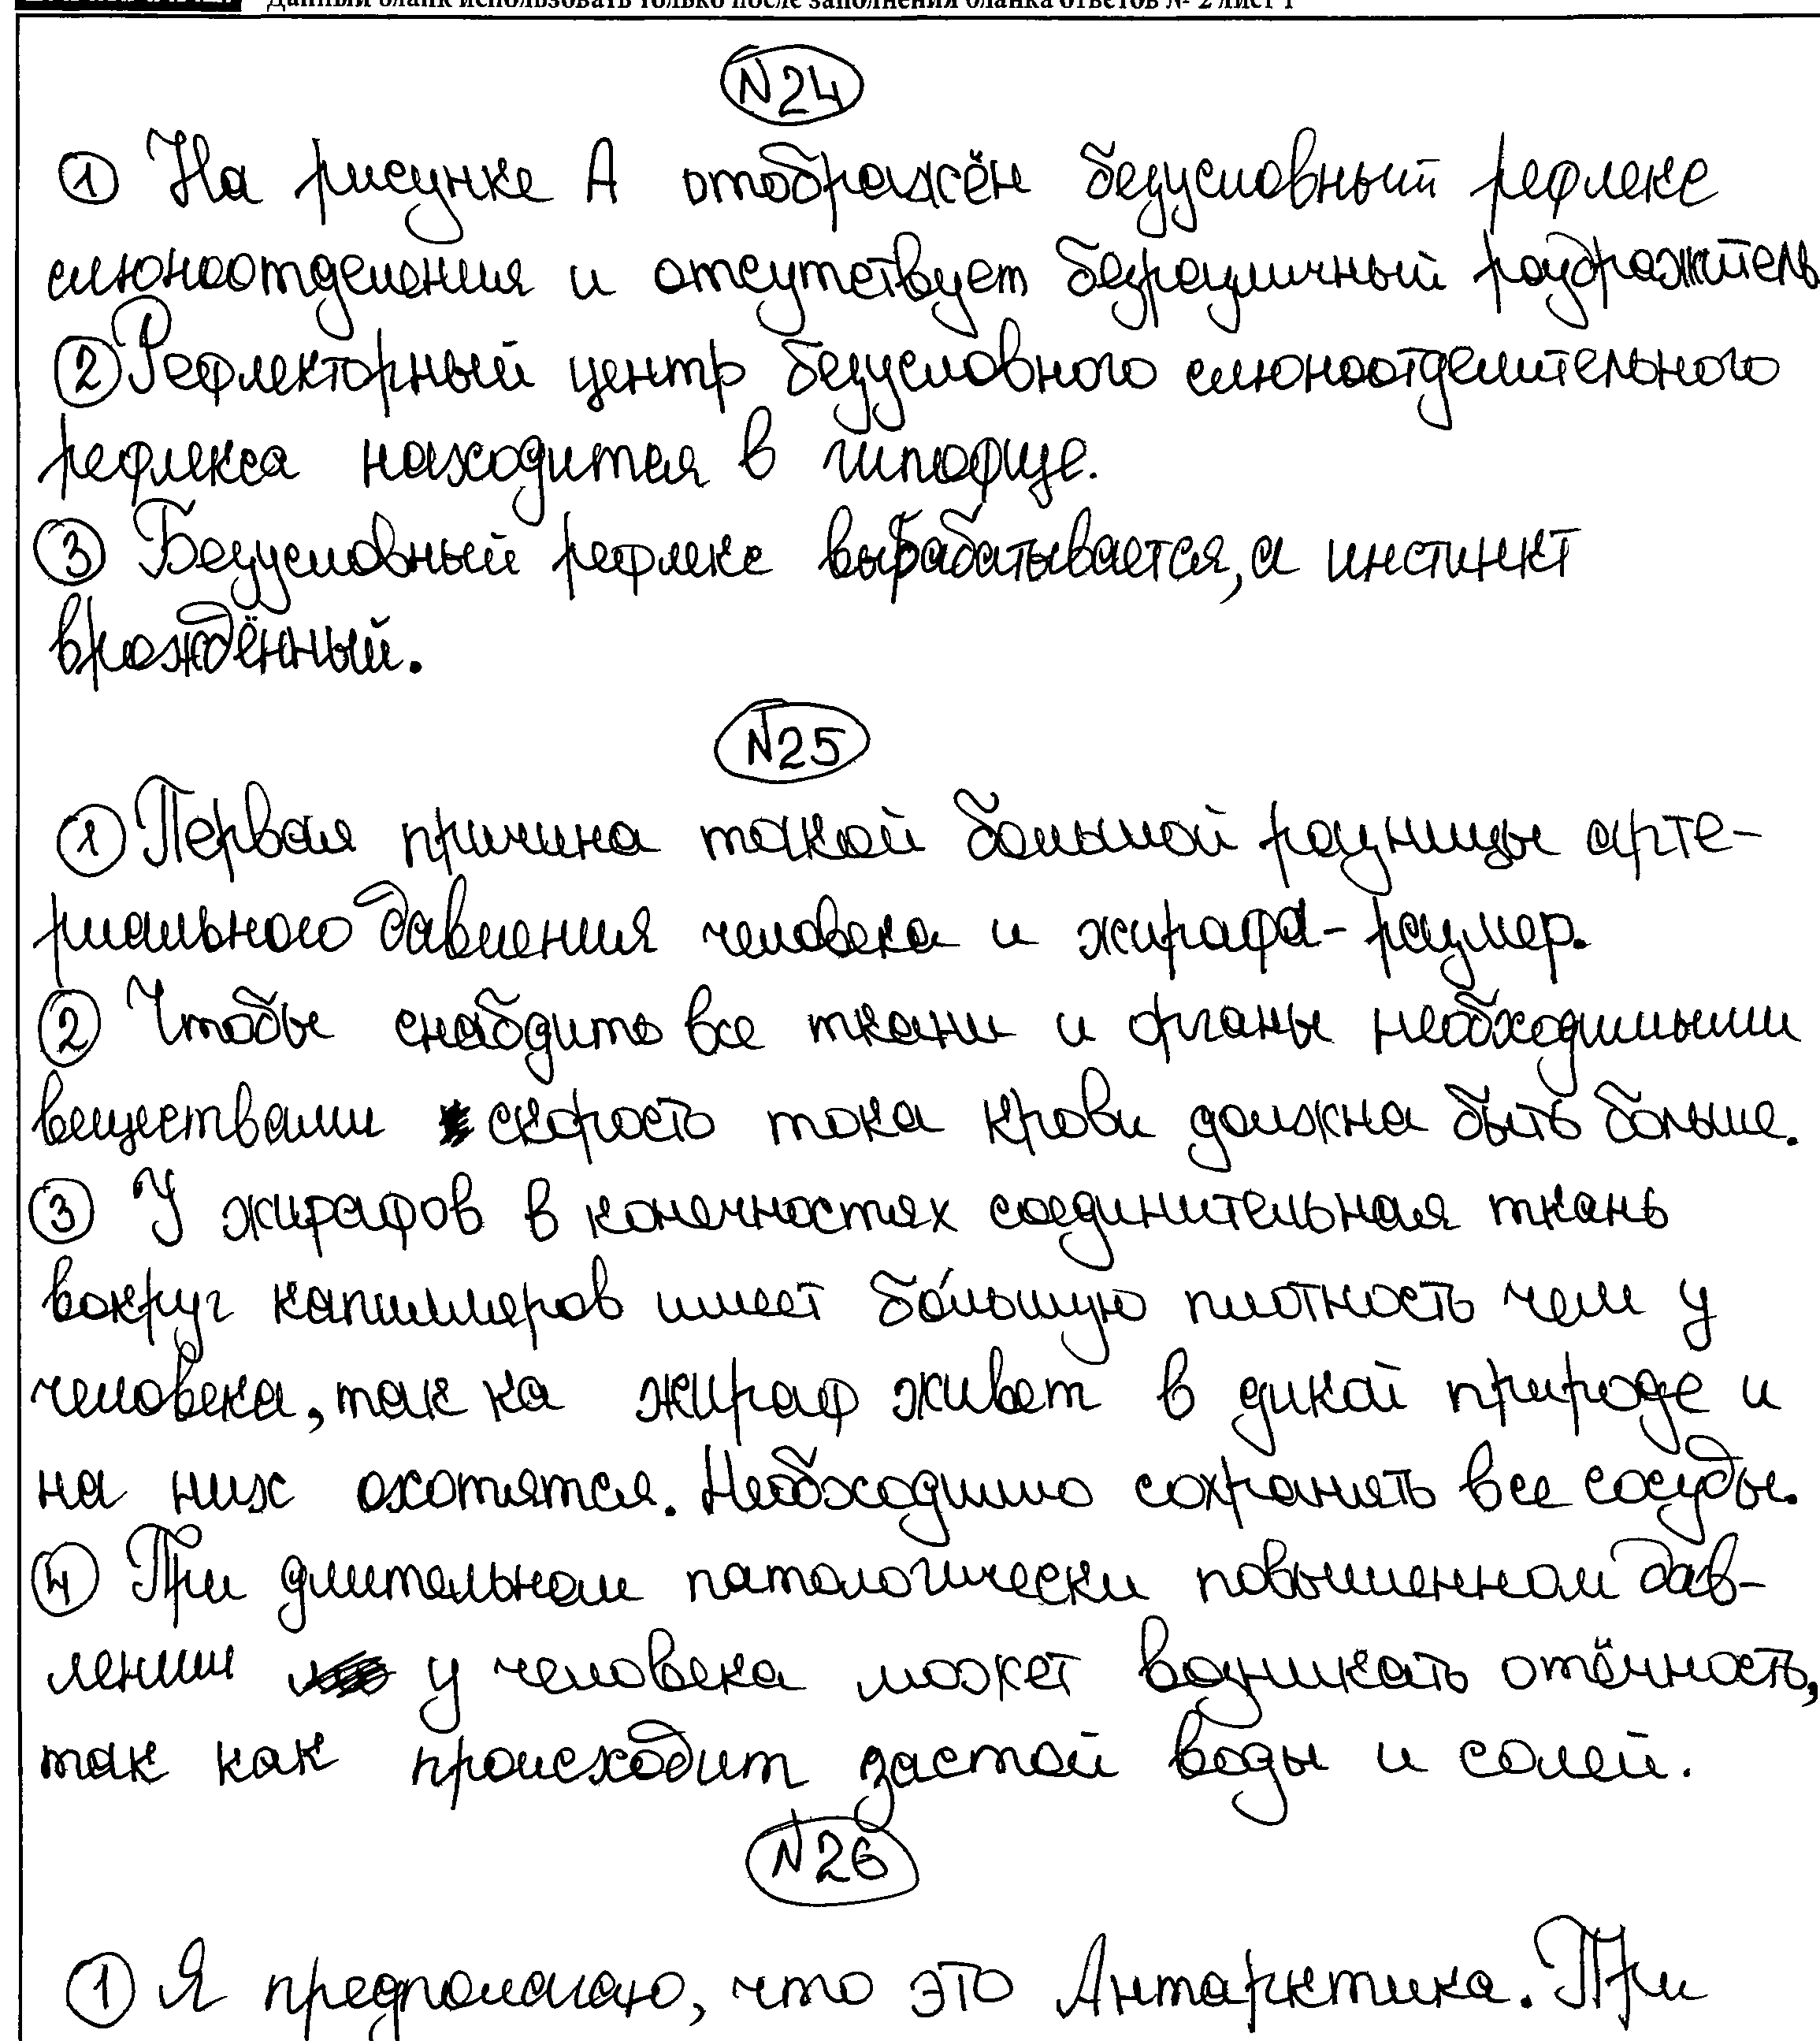 Данный бланк использовать только после заполнения бланка ответов № 2 лист 1
N24
① На рисунке А отображён безусловный рефлекс
слюноотделения и отсутствует безразличный раздражитель
② Рефлекторный центр безусловного слюноотделительного
рефлекса находится в гипофизе.
③ Безусловный рефлекс вырабатывается, а инстинкт
врождённый.
N25
① Первая причина такой большой разницы арте-
риального давления человека и жирафа - размер.
② Чтобы снабдить все ткани и органы необходимыми
веществами скорость тока крови должна быть больше.
③ У жирафов в конечностях соединительная ткань
вокруг капилляров имеет бо́льшую плотность чем у
человека, так ка жираф живет в дикой природе и
на них охотятся. Необходимо сохранять все сосуды.
④ При длительном патологически повышенном дав-
лении у человека может возникать отёчность,
так как происходит застой воды и солей.
N26
① Я предполагаю, что это Антарктика. При